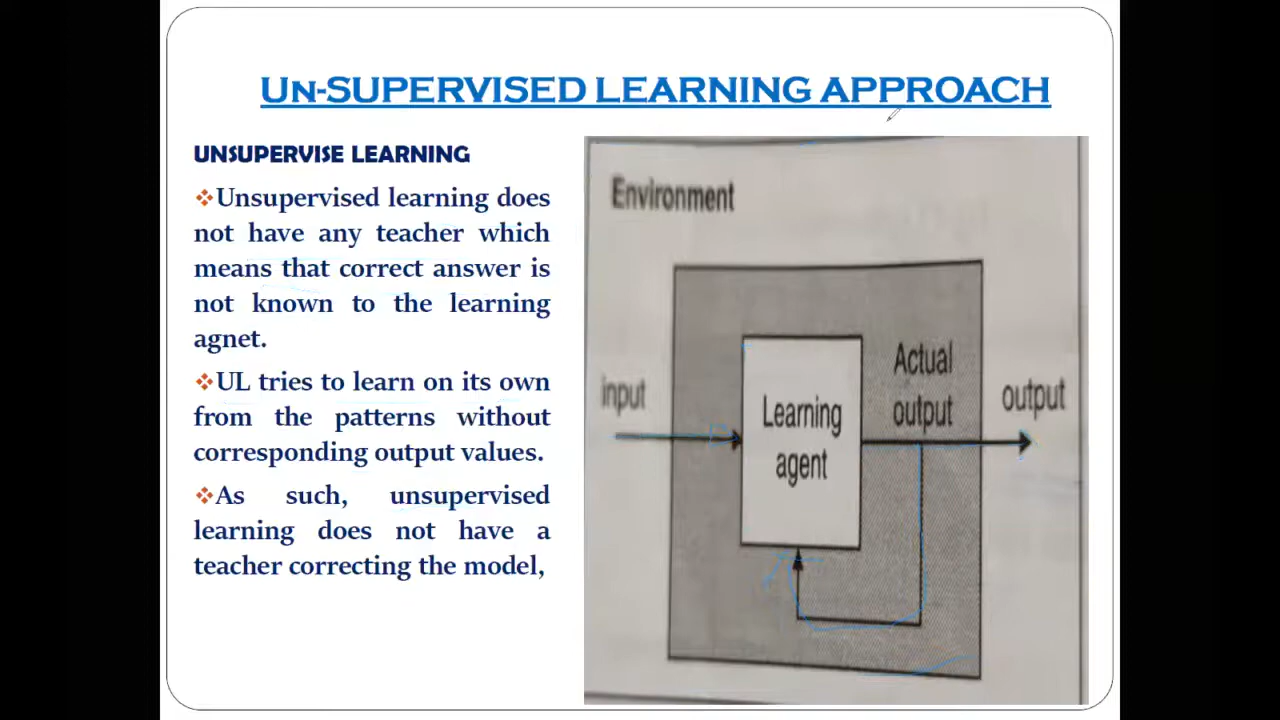 Un-SUPERVISED LEARNING APPROACH
UNSUPERVISE LEARNING
❖Unsupervised learning does
not have any teacher which
means that correct answer is
not known to the learning
agnet.
❖UL tries to learn on its own
from the patterns without
corresponding output values.
❖As such, unsupervised
learning does not have a
teacher correcting the model,
Environment
input
Learning
agent
Actual
output
output